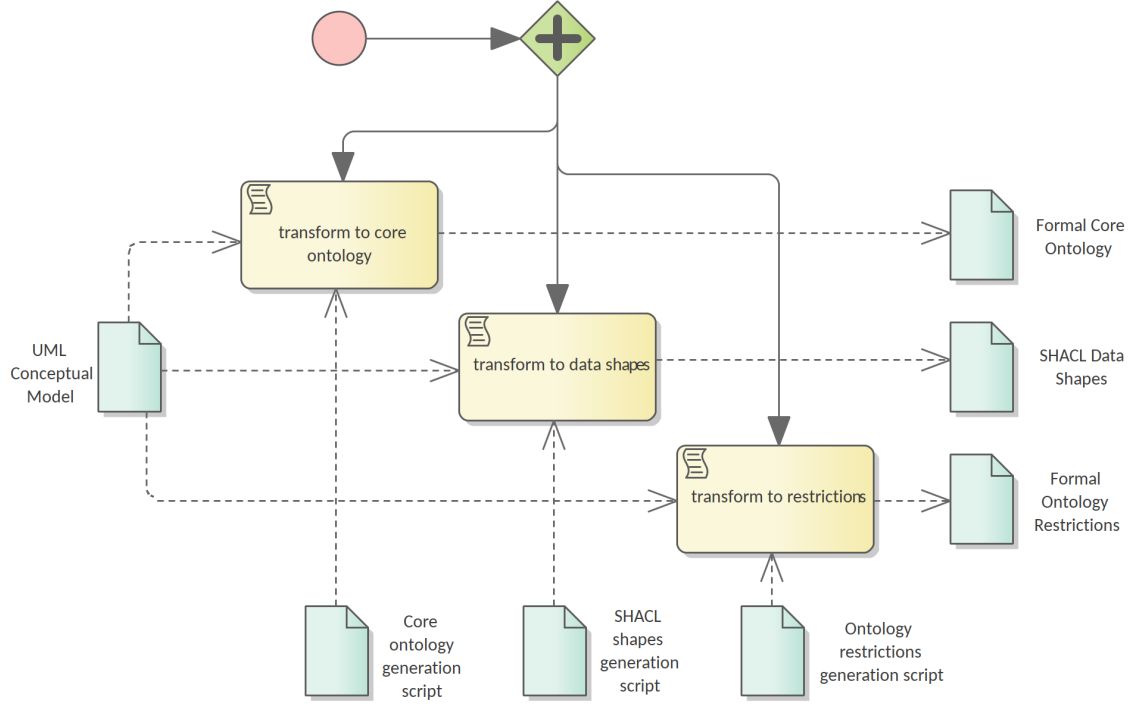 transform to core
ontology
Formal Core
Ontology
UML
Conceptual
Model
transform to data shapes
SHACL Data
Shapes
transform to restrictions
Formal
Ontology
Restrictions
Core
ontology
generation
script
SHACL
shapes
generation
script
Ontology
restrictions
generation script